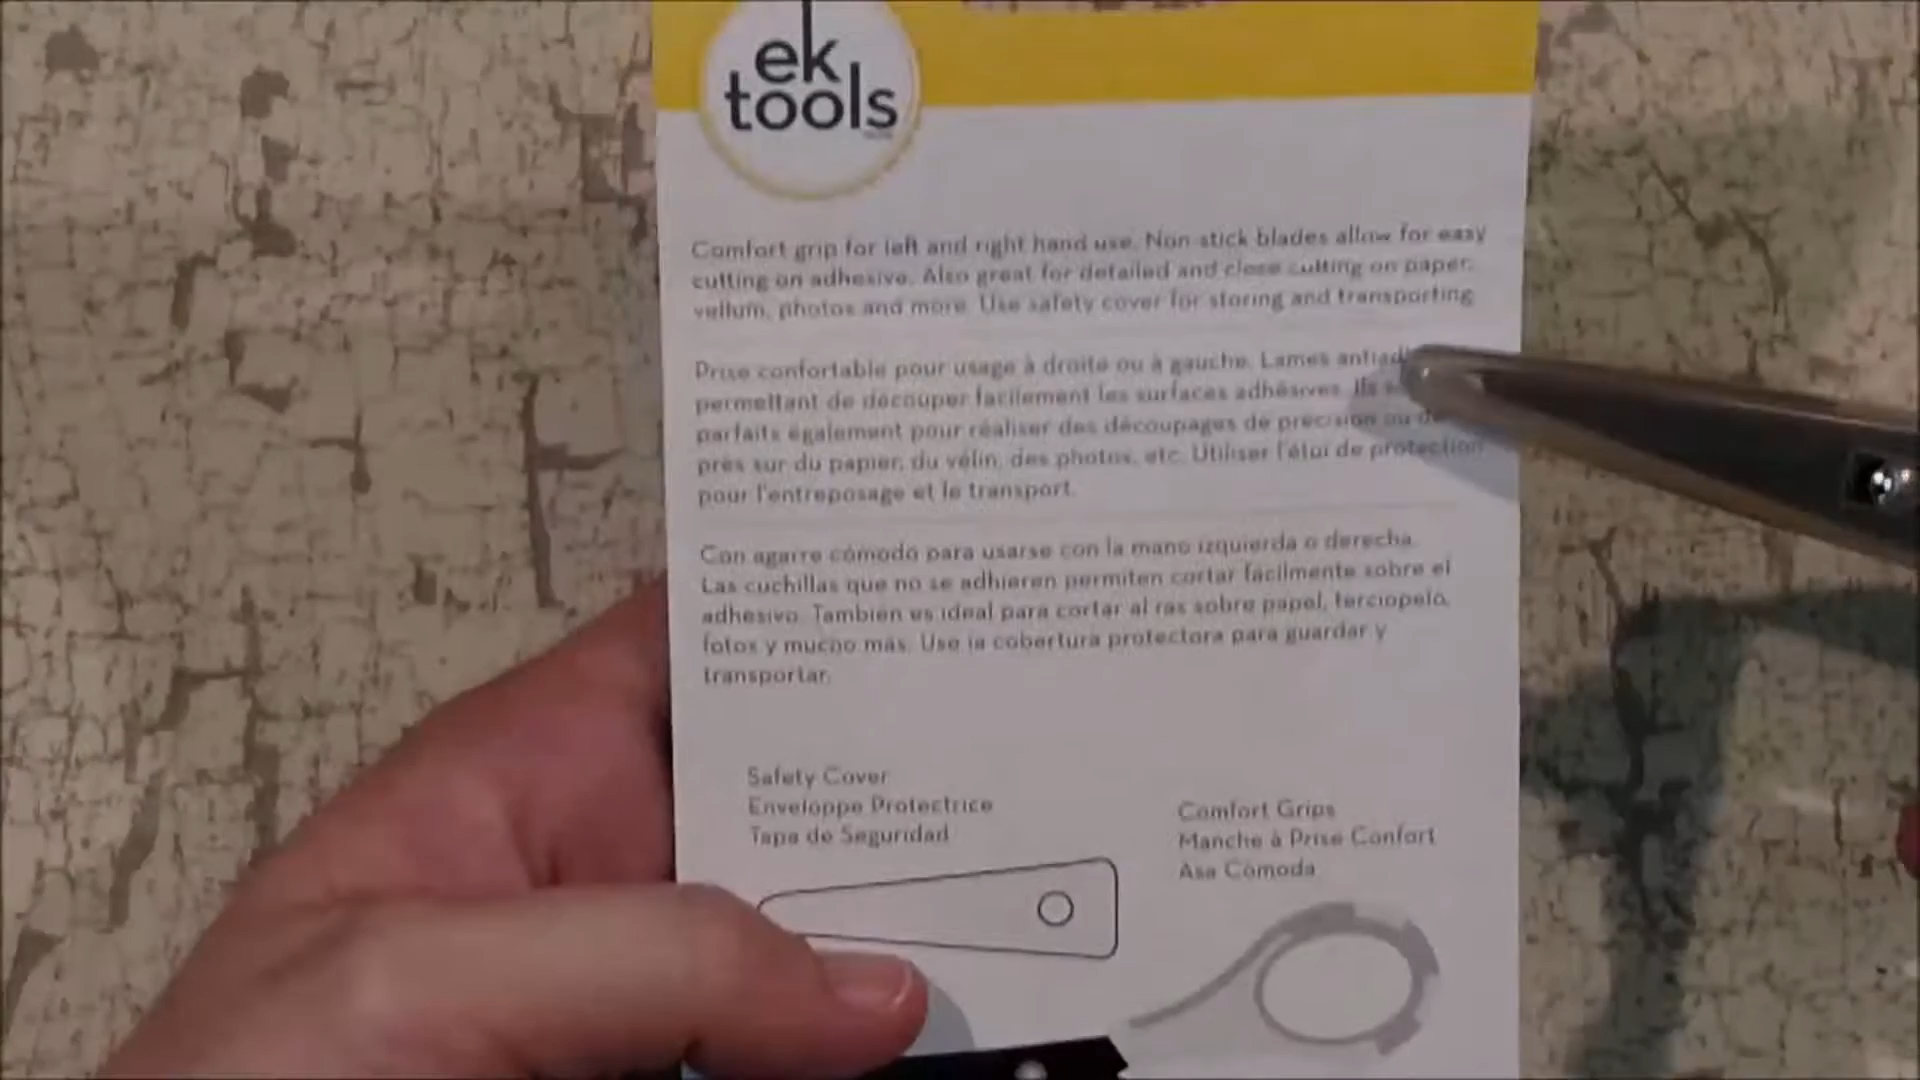 ek
tools
Comfort grip for left and right hand use. Non-stick blades allow for easy
cutting on adhesive. Also great for detailed and close cutting on paper,
vellum, photos and more. Use safety cover for storing and transporting.
Prise confortable pour usage à droite ou à gauche. Lames
permettant de découper facilement les surfaces adhésives. Ils
parfaits également pour réaliser des découpages de precision ou
près sur du papier, du vélin, des photos, etc. Utiliser l'étui de protection
pour l'entreposage et le transport.
Con agarre cómodo para usarse con la mano izquierda o derecha.
Las cuchillas que no se adhieren permiten cortar fácilmente sobre el
adhesivo. También es ideal para cortar al ras sobre papel, terciopelo,
fotos y mucho más. Use la cobertura protectora para guardar y
transportar.
Safety Cover
Enveloppe Protectrice
Tapa de Seguridad
Comfort Grips
Manche à Prise Confort
Asa Cómoda